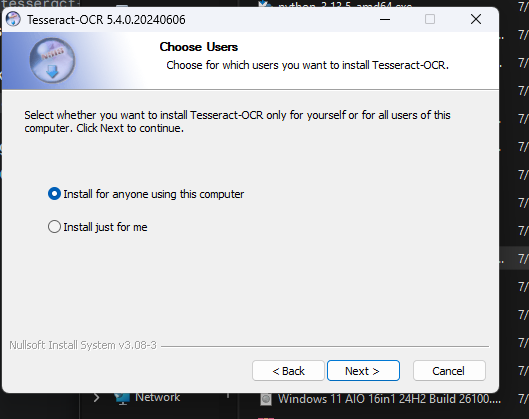 tesseract
python-3.13.5-amd64.exe
7/
Tesseract-OCR 5.4.0.20240606
Choose Users
Choose for which users you want to install Tesseract-OCR.
Select whether you want to install Tesseract-OCR only for yourself or for all users of this
computer. Click Next to continue.
Install for anyone using this computer
Install just for me
Nullsoft Install System v3.08-3
< Back
Next >
Cancel
Network
Windows 11 AIO 16in1 24H2 Build 26100....
7/
7/
7/
7/
7/
7/
7/
7/
7/
7/
7/
7/
7/
7/